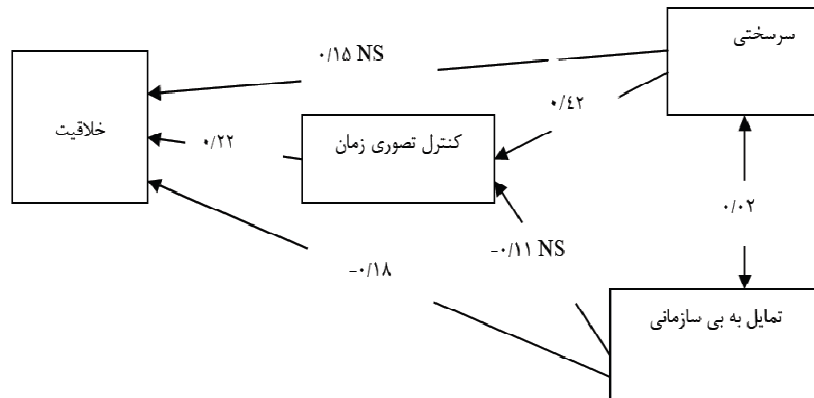 سرسختی
۰/۱۵ NS
۰/٤۲
خلاقیت
کنترل تصوری زمان
۰/۲۲
۰/۰۲
-۰/۱۱ NS
-۰/۱۸
تمایل به بی سازمانی